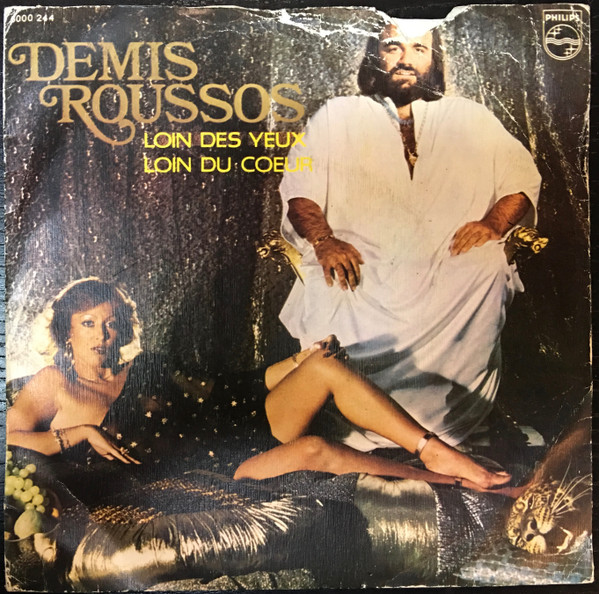 6000 244
PHILIPS
DEMIS
ROUSSOS
LOIN DES YEUX
LOIN DU COEUR